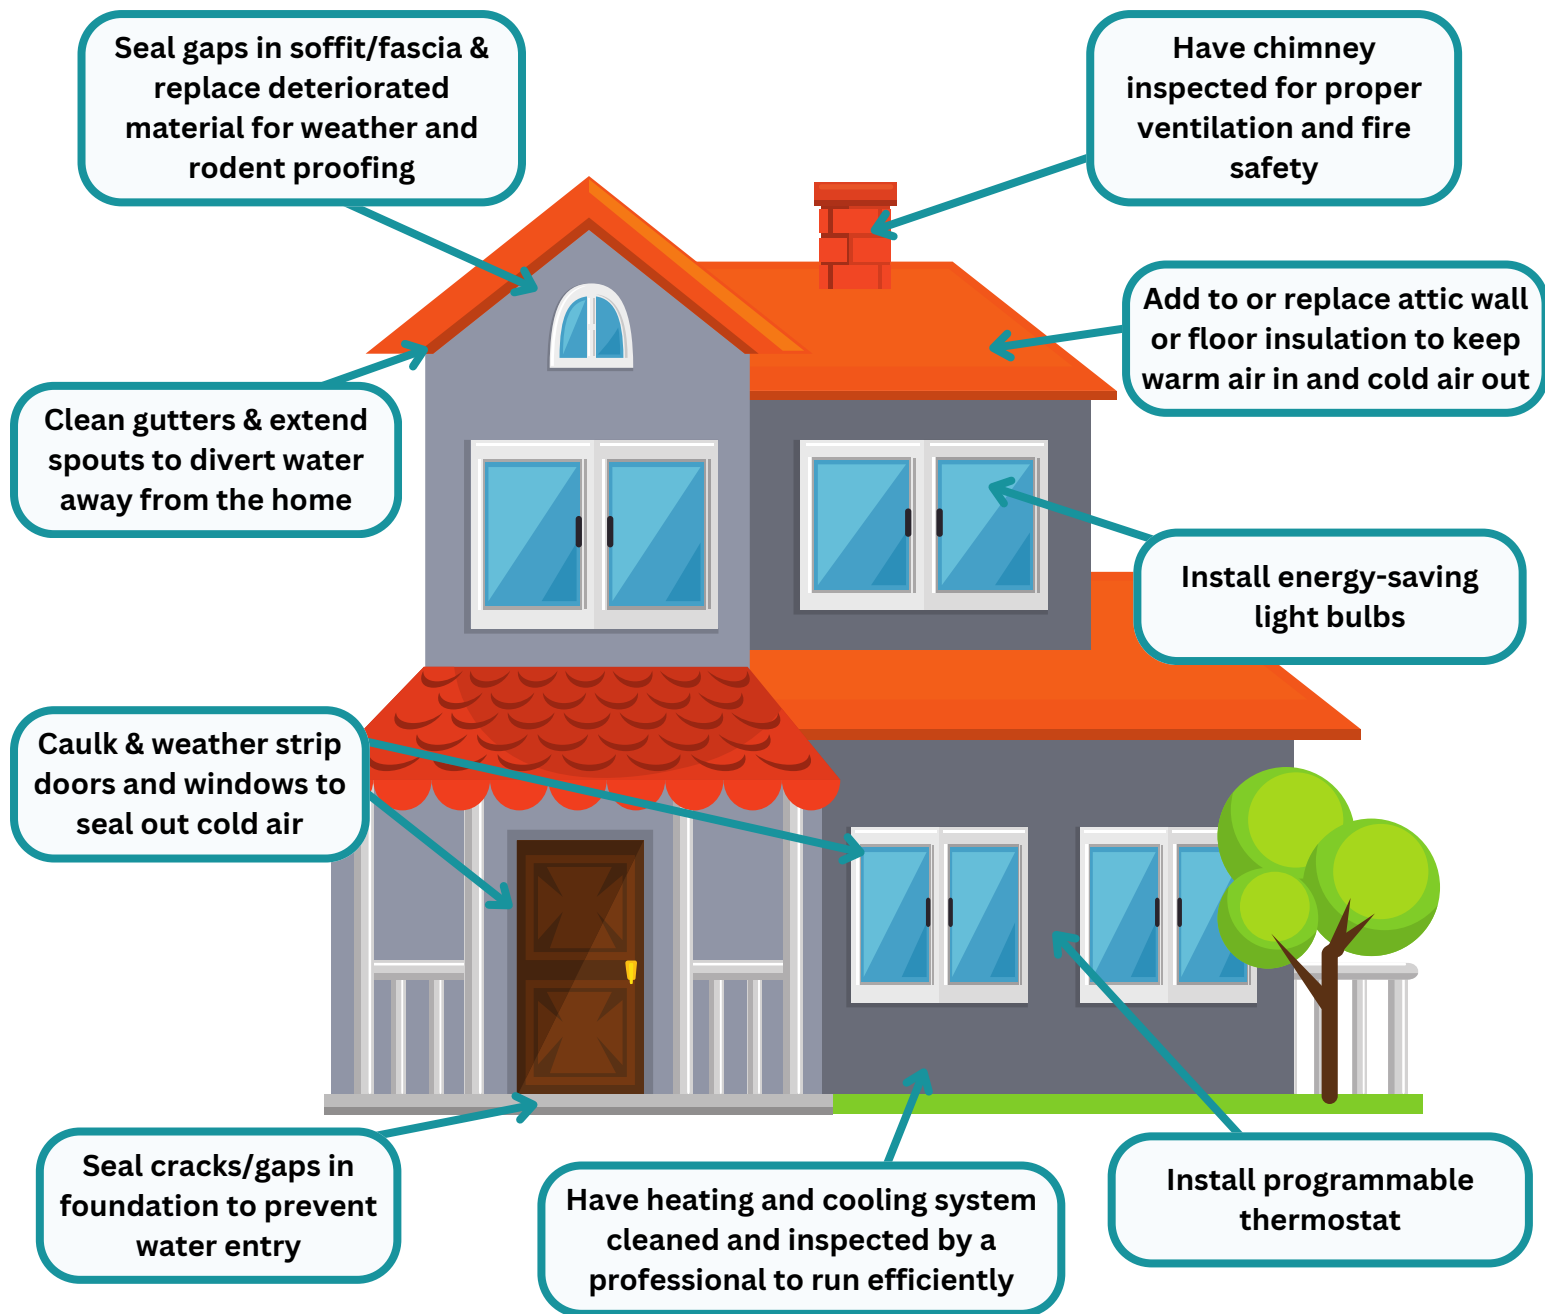 Seal gaps in soffit/fascia &
replace deteriorated
material for weather and
rodent proofing
Have chimney
inspected for proper
ventilation and fire
safety
Add to or replace attic wall
or floor insulation to keep
warm air in and cold air out
Clean gutters & extend
spouts to divert water
away from the home
Install energy-saving
light bulbs
Caulk & weather strip
doors and windows to
seal out cold air
Seal cracks/gaps in
foundation to prevent
water entry
Have heating and cooling system
cleaned and inspected by a
professional to run efficiently
Install programmable
thermostat